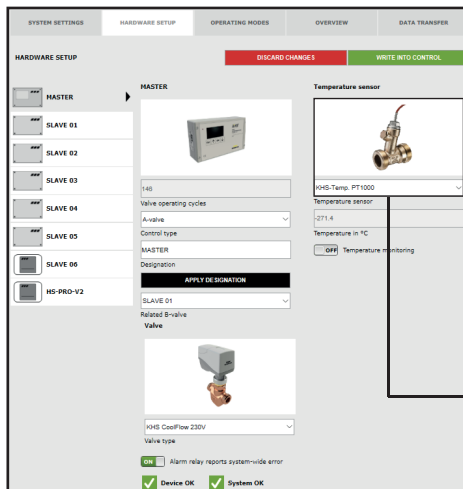 SYSTEM SETTINGS
HARDWARE SETUP
OPERATING MODES
OVERVIEW
DATA TRANSFER
HARDWARE SETUP
DISCARD CHANGES
WRITE INTO CONTROL
MASTER
SLAVE 01
SLAVE 02
SLAVE 03
SLAVE 04
SLAVE 05
SLAVE 06
HS-PRO-V2
MASTER
146
Valve operating cycles
A-valve
Control type
MASTER
Designation
APPLY DESIGNATION
SLAVE 01
Related B-valve
Valve
KHS CoolFlow 230V
Valve type
ON Alarm relay reports system-wide error
Device OK
System OK
Temperature sensor
KHS-Temp. PT1000
Temperature sensor
-271.4
Temperature in °C
OFF Temperature monitoring